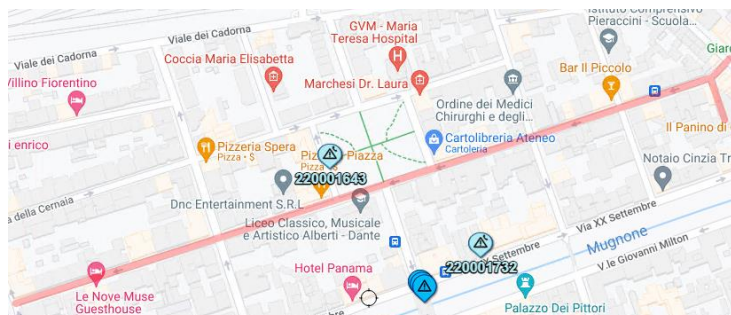 Istituto Comprensivo
Pieraccini - Scuola...
Viale dei Cadorna
GVM - Maria
Teresa Hospital
Viale dei Cadorna
Coccia Maria Elisabetta
Marchesi Dr. Laura
Bar Il Piccolo
Villino Fiorentino
Ordine dei Medici
Chirurghi e degli...
i enrico
Pizzeria Spera
Pizza • $
Cartolibreria Ateneo
Cartoleria
Il Panino di
220001643
Notaio Cinzia Tr
della Cernaia
Dnc Entertainment S.R.L
Liceo Classico, Musicale
e Artistico Alberti - Dante
Via XX Settembre
Settembre
Mugnone
220001732
V.le Giovanni Milton
Hotel Panama
Le Nove Muse
Guesthouse
Palazzo Dei Pittori